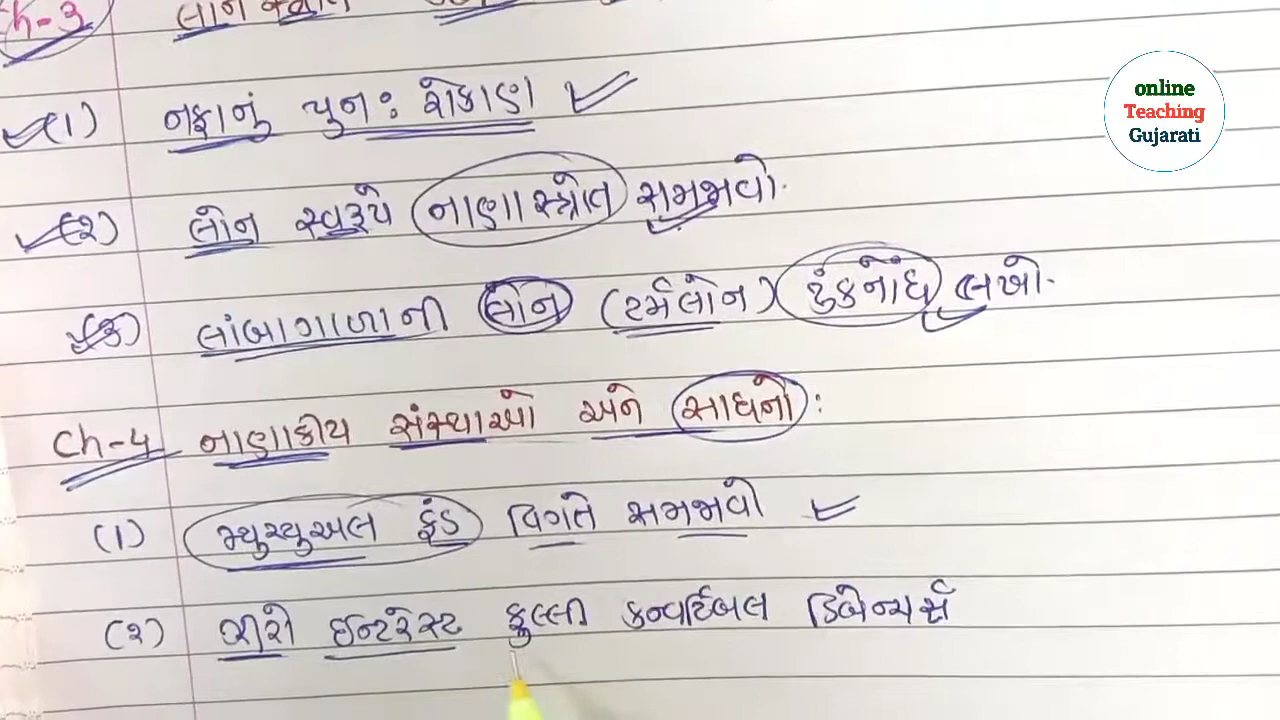 Ch-3 લોન
(૧) નફાનું પુનઃ રોકાણ
(૨) લોન સ્વરૂપે નાણાસ્ત્રોત સમજાવો.
(૩) લાંબાગાળાની લોન (ટર્મલોન) ટુંકનોંધ લખો.
Ch-4 નાણાકીય સંસ્થાઓ અને સાધનો :
(૧) મ્યુચ્યુઅલ ફંડ વિગતે સમજાવો
(૨) ઝીરો ઈન્ટરેસ્ટ ફુલ્લી કન્વર્ટિબલ ડિબેન્ચર્સ
online
Teaching
Gujarati